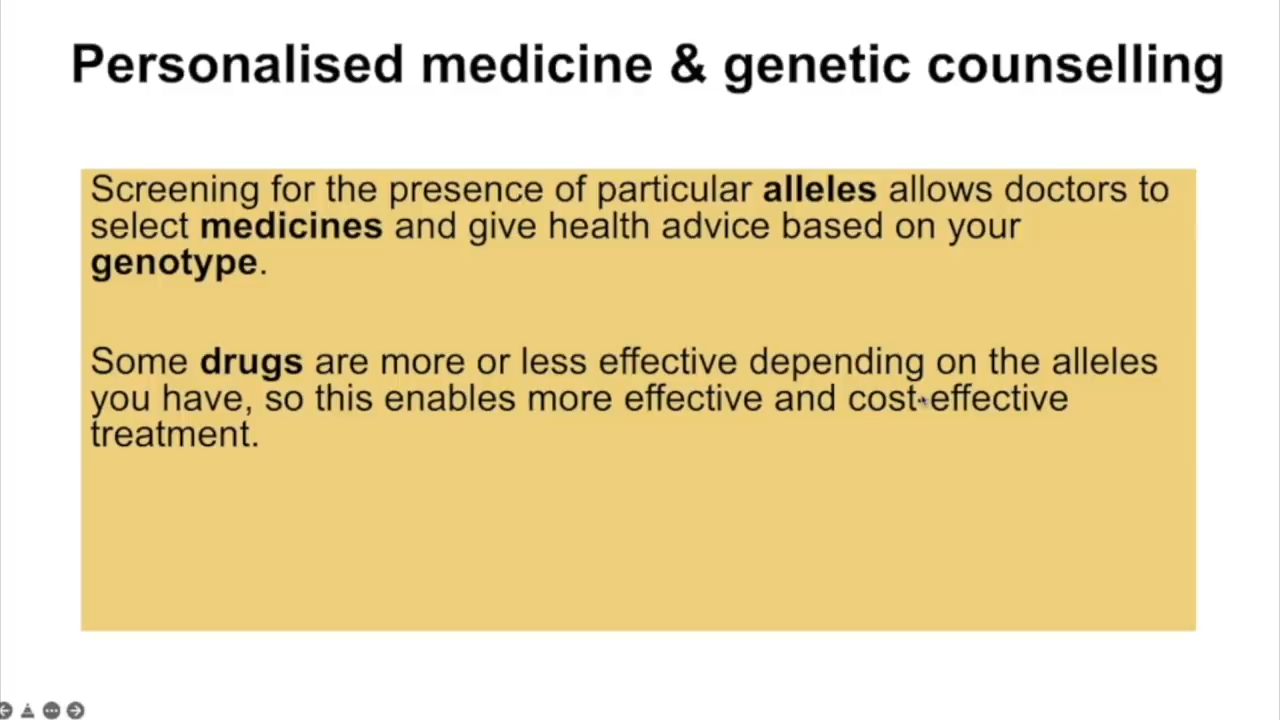 Personalised medicine & genetic counselling
Screening for the presence of particular alleles allows doctors to
select medicines and give health advice based on your
genotype.
Some drugs are more or less effective depending on the alleles
you have, so this enables more effective and cost-effective
treatment.